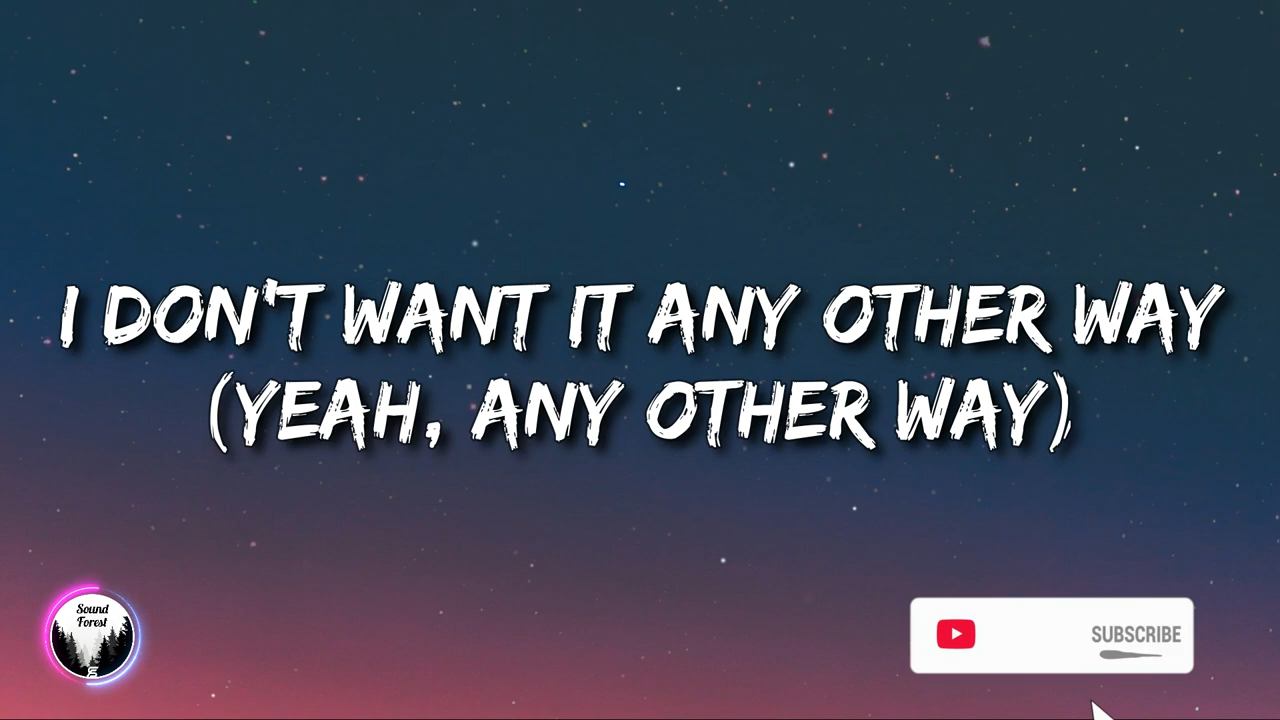 I DON'T WANT IT ANY OTHER WAY
(YEAH, ANY OTHER WAY)
Sound
Forest
SUBSCRIBE